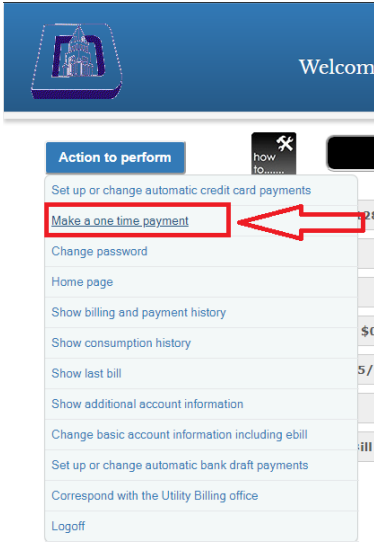 Welcom
Action to perform
how
to.......
Set up or change automatic credit card payments
Make a one time payment
Change password
Home page
Show billing and payment history
Show consumption history
$0
Show last bill
5/
Show additional account information
Change basic account information including ebill
ill
Set up or change automatic bank draft payments
Correspond with the Utility Billing office
Logoff